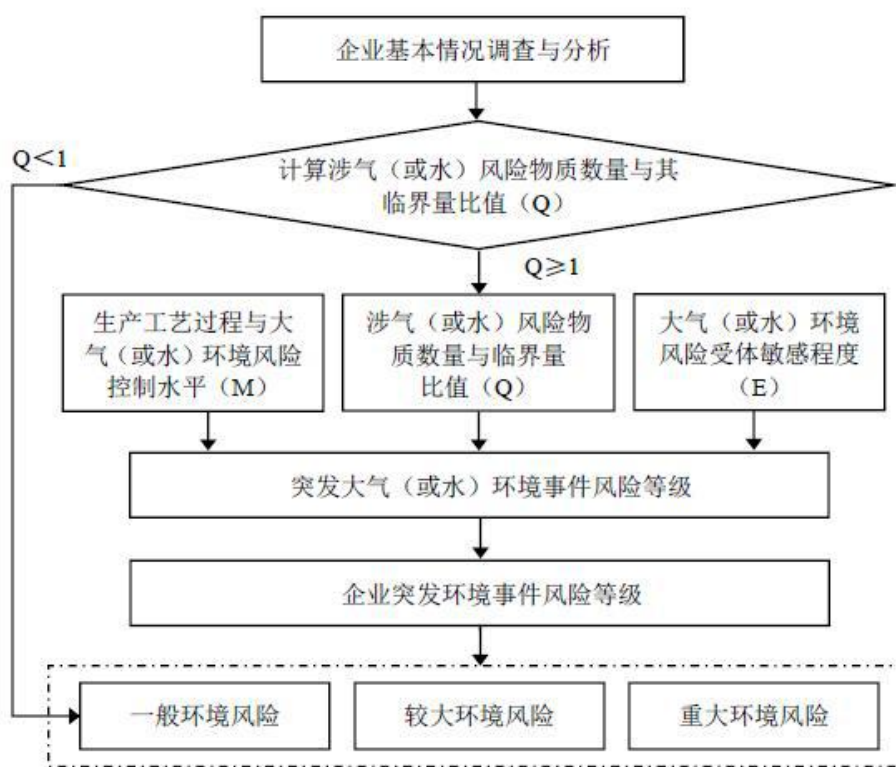 企业基本情况调查与分析
Q＜1
计算涉气（或水）风险物质数量与其
临界量比值（Q）
Q≥1
生产工艺过程与大
气（或水）环境风险
控制水平（M）
涉气（或水）风险物
质数量与临界量
比值（Q）
大气（或水）环境
风险受体敏感程度
（E）
突发大气（或水）环境事件风险等级
企业突发环境事件风险等级
一般环境风险
较大环境风险
重大环境风险